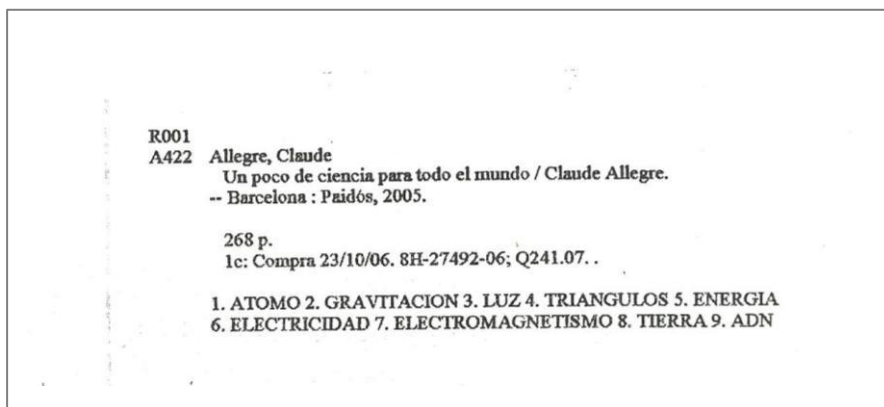 R001
A422 Allegre, Claude
Un poco de ciencia para todo el mundo / Claude Allegre.
-- Barcelona : Paidós, 2005.
268 p.
1c: Compra 23/10/06. 8H-27492-06; Q241.07. .
1. ATOMO 2. GRAVITACION 3. LUZ 4. TRIANGULOS 5. ENERGIA
6. ELECTRICIDAD 7. ELECTROMAGNETISMO 8. TIERRA 9. ADN